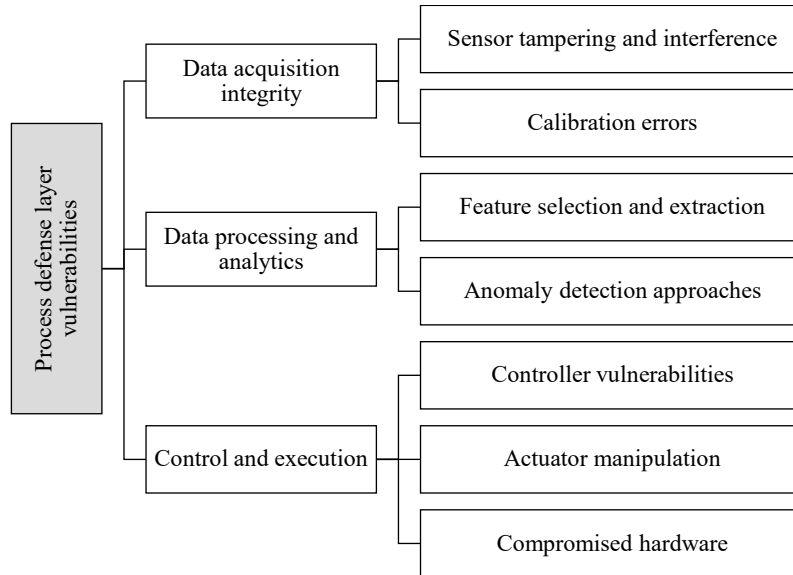 Process defense layer
vulnerabilities
Data acquisition
integrity
Sensor tampering and interference
Calibration errors
Data processing and
analytics
Feature selection and extraction
Anomaly detection approaches
Control and execution
Controller vulnerabilities
Actuator manipulation
Compromised hardware